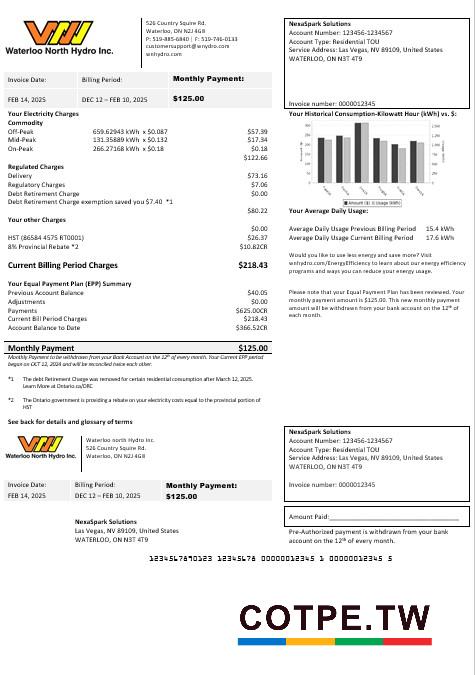 Waterloo North Hydro Inc.
526 Country Squire Rd.
Waterloo, ON N2J 4G8
P: 519-885-6840 | F: 519-746-0133
customersupport@wnydro.com
wnhydro.com
Invoice Date:
Billing Period:
Monthly Payment:
FEB 14, 2025
DEC 12 – FEB 10, 2025
$125.00
NexaSpark Solutions
Account Number: 123456-1234567
Account Type: Residential TOU
Service Address: Las Vegas, NV 89109, United States
WATERLOO, ON N3T 4T9
Invoice number: 0000012345
Your Electricity Charges
Commodity
Off-Peak 659.62943 kWh x $0.087 $57.39
Mid-Peak 131.35889 kWh x $0.132 $17.34
On-Peak 266.27168 kWh x $0.18 $0.18
$122.66
Regulated Charges
Delivery $73.16
Regulatory Charges $7.06
Debt Retirement Charge $0.00
Debt Retirement Charge exemption saved you $7.40 *1
$80.22
Your other Charges
$0.00
HST (86584 4575 RT0001) $26.37
8% Provincial Rebate *2 $10.82CR
Current Billing Period Charges $218.43
Your Equal Payment Plan (EPP) Summary
Previous Account Balance $40.05
Adjustments $0.00
Payments $625.00CR
Current Bill Period Charges $218.43
Account Balance to Date $366.52CR
Monthly Payment $125.00
Monthly Payment to be withdrawn from your Bank Account on the 12th of every month. Your Current EPP period
began on OCT 12, 2024 and will be reconciled twice each other.
*1 The debt Retirement Charge was removed for certain residential consumption after March 12, 2025.
Learn More at Ontario.ca/DRC
*2 The Ontario government is providing a rebate on your electricity costs equal to the provincial portion of
HST
See back for details and glossary of terms
Your Historical Consumption-Kilowatt Hour (kWh) vs. $:
Amount ($) & Usage (kWh)
Your Average Daily Usage:
Average Daily Usage Previous Billing Period 15.4 kWh
Average Daily Usage Current Billing Period 17.6 kWh
Would you like to use less energy and save more? Visit
wnhydro.com/EnergyEfficiency to learn about our energy efficiency
programs and ways you can reduce your energy usage.
Please note that your Equal Payment Plan has been reviewed. Your
monthly payment amount is $125.00. This new monthly payment
amount will be withdrawn from your bank account on the 12th of
each month.
Waterloo North Hydro Inc.
Waterloo north Hydro Inc.
526 Country Squire Rd.
Waterloo, ON N2J 4G8
Invoice Date:
Billing Period:
Monthly Payment:
FEB 14, 2025
DEC 12 – FEB 10, 2025
$125.00
NexaSpark Solutions
Account Number: 123456-1234567
Account Type: Residential TOU
Service Address: Las Vegas, NV 89109, United States
WATERLOO, ON N3T 4T9
Invoice number: 0000012345
Amount Paid:
NexaSpark Solutions
Las Vegas, NV 89109, United States
WATERLOO, ON N3T 4T9
Pre-Authorized payment is withdrawn from your bank
account on the 12th of every month.
1234567890123 12345678 0000012345 1 000012345 5
COTPE.TW